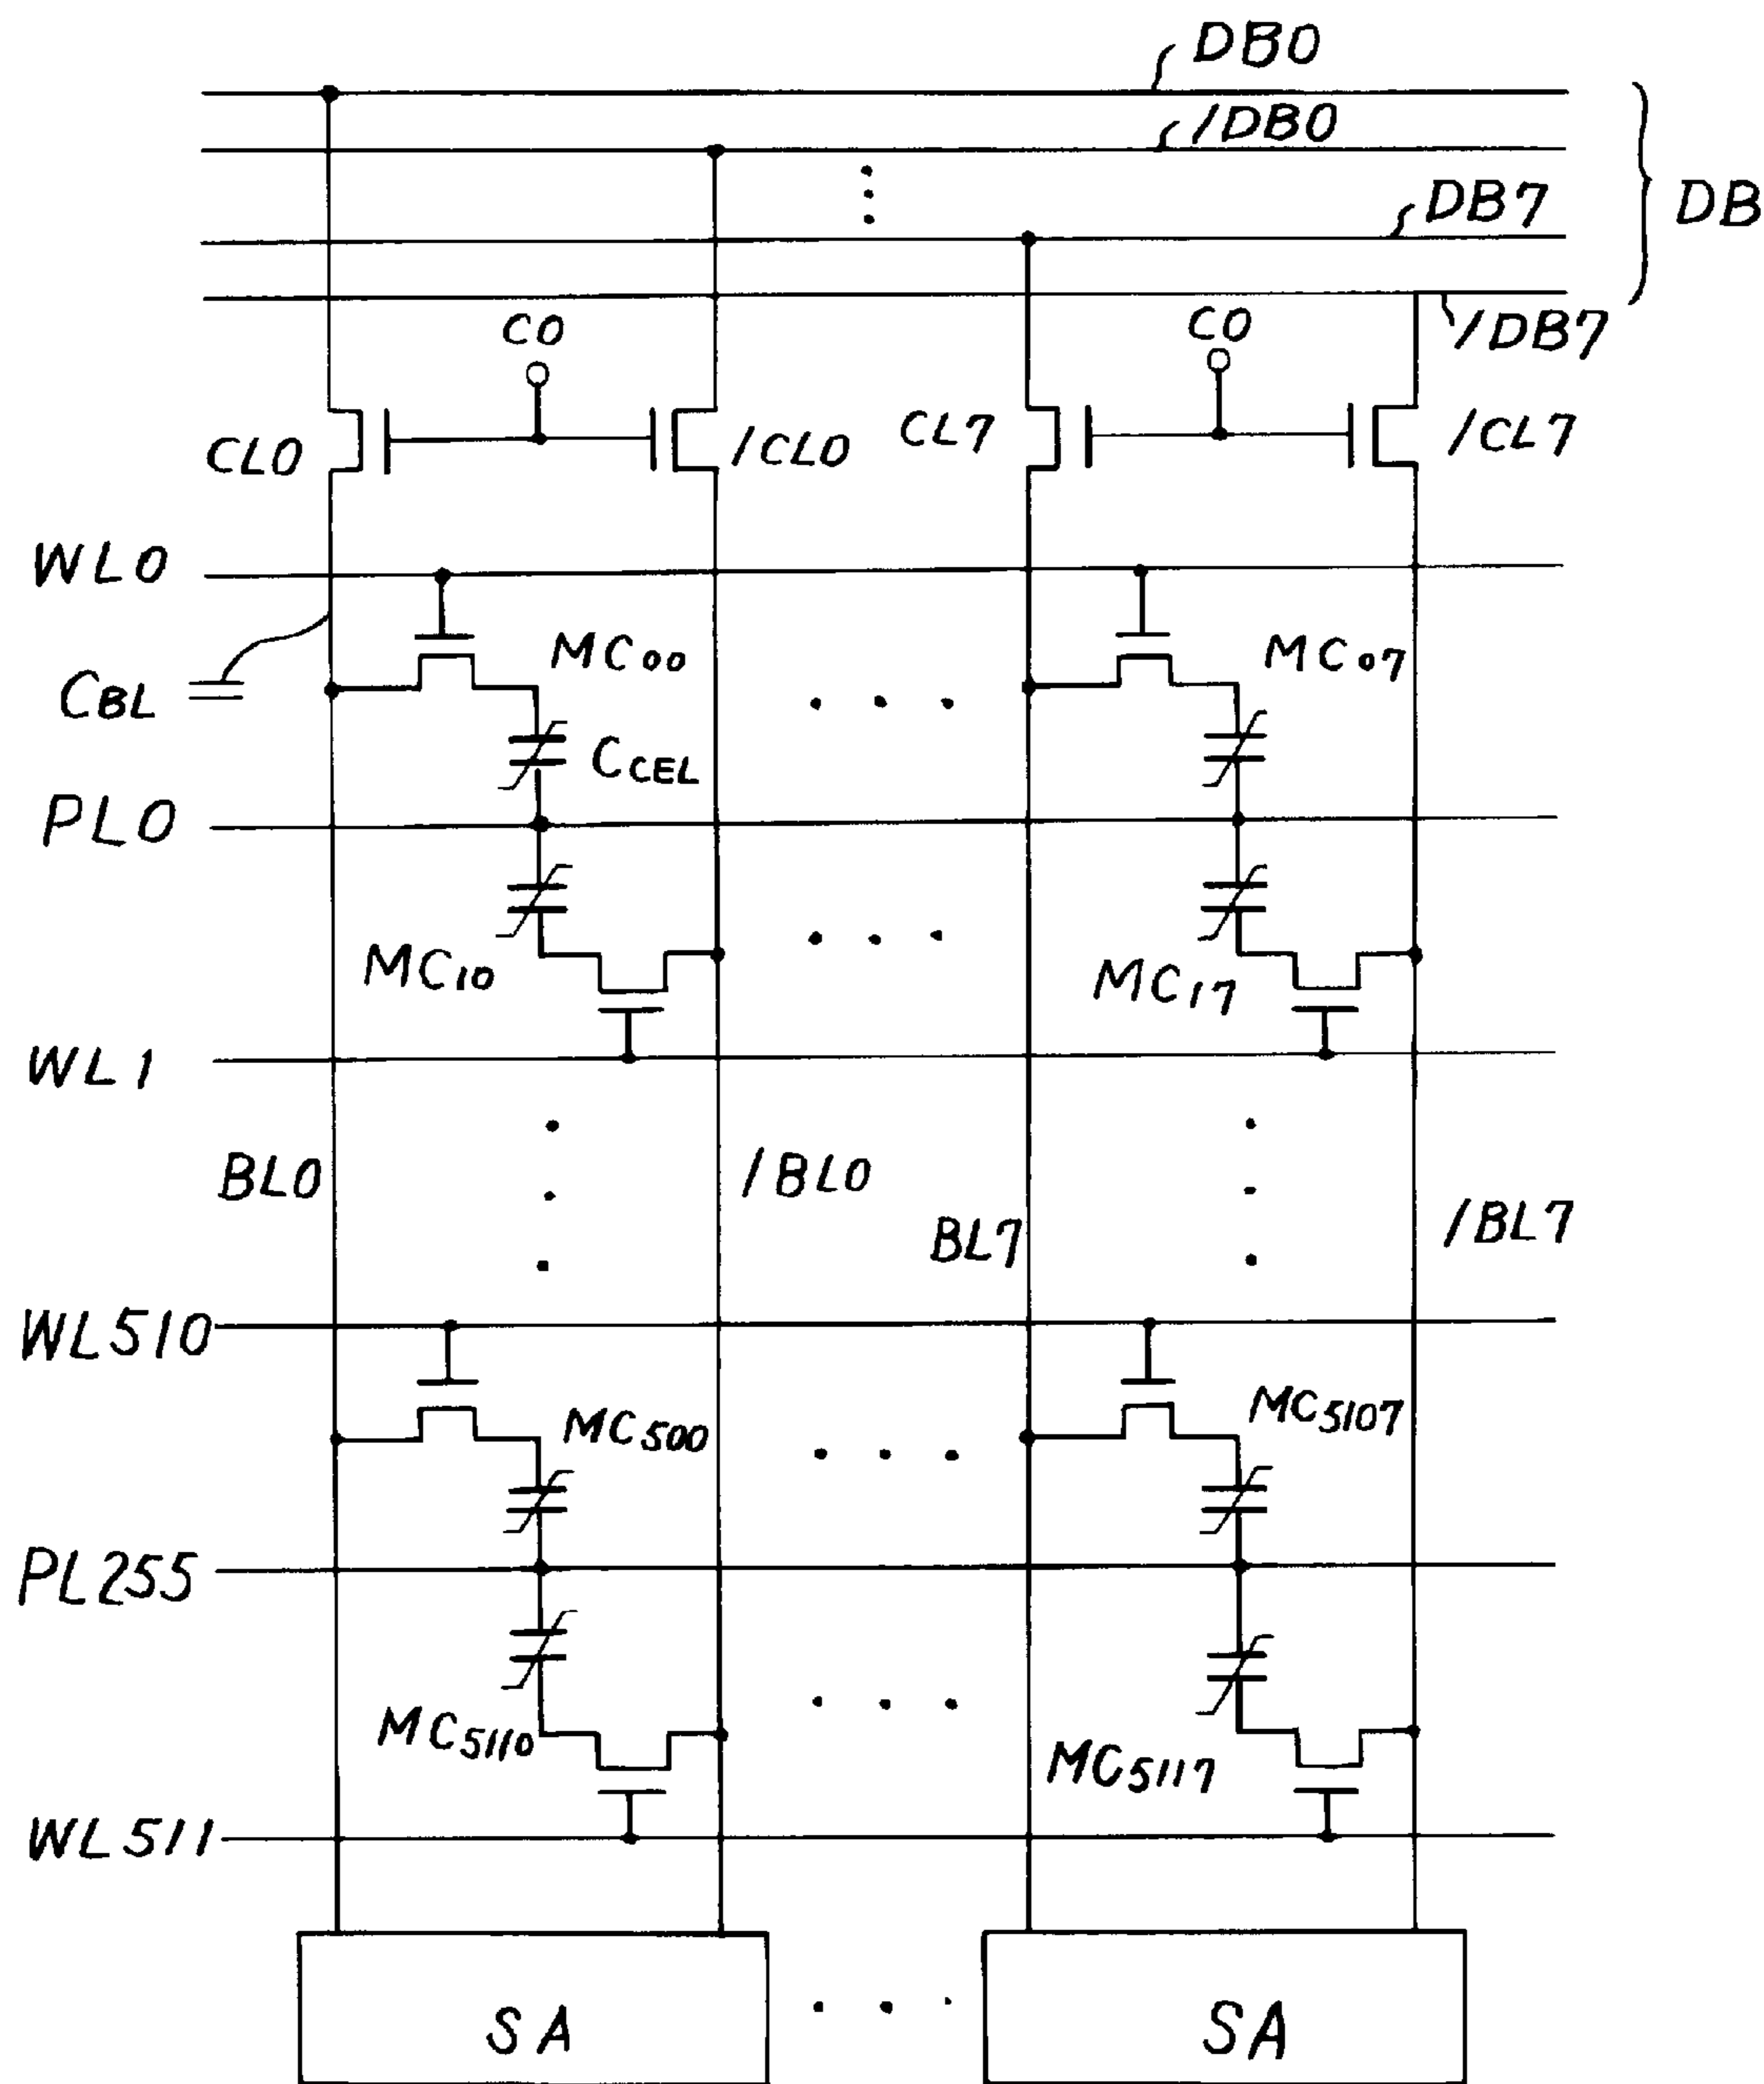 DB0
/DB0
DB7
DB
/DB7
C0
C0
CL0
/CL0
CL7
/CL7
WL0
MC00
MC07
CBL
CCEL
PL0
MC10
MC17
WL1
BL0
/BL0
BL7
/BL7
WL510
MC500
MC5107
PL255
MC5110
MC5117
WL511
SA
SA